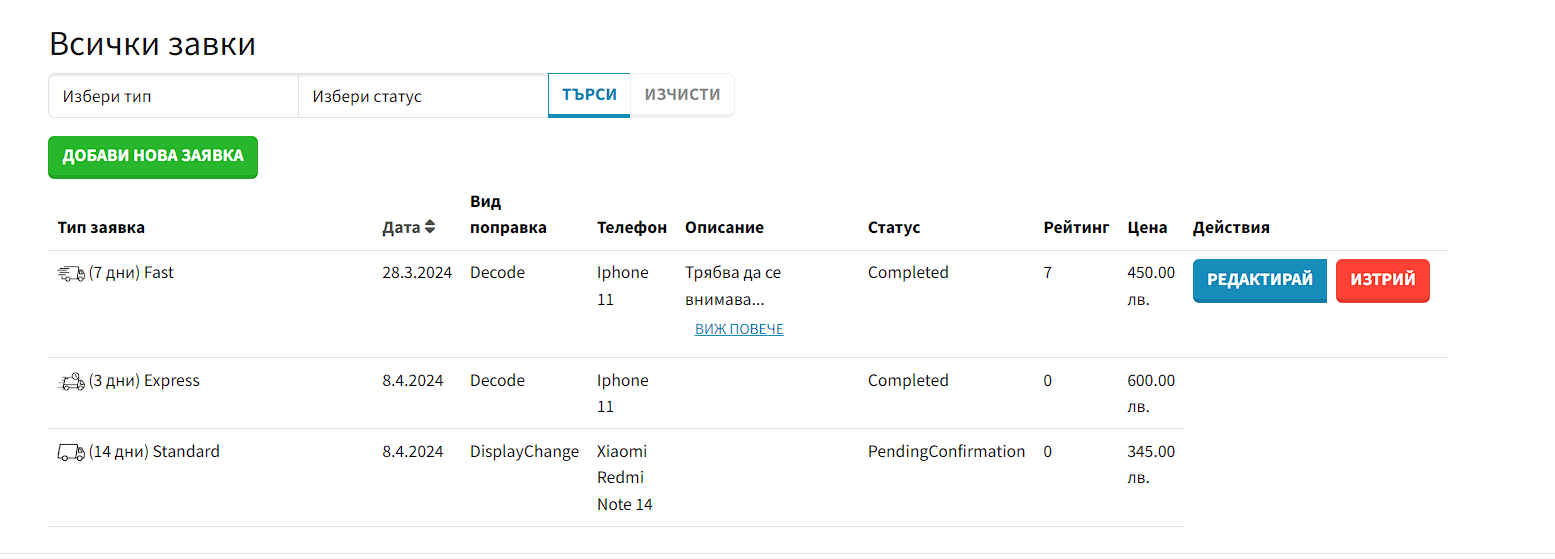 Всички завки
Избери тип Избери статус ТЪРСИ ИЗЧИСТИ
ДОБАВИ НОВА ЗАЯВКА
Вид
Тип заявка Дата поправка Телефон Описание Статус Рейтинг Цена Действия
(7 дни) Fast 28.3.2024 Decode Iphone Трябва да се Completed 7 450.00 РЕДАКТИРАЙ ИЗТРИЙ
11 внимава... лв.
ВИЖ ПОВЕЧЕ
(3 дни) Express 8.4.2024 Decode Iphone Completed 0 600.00
11 лв.
(14 дни) Standard 8.4.2024 DisplayChange Xiaomi PendingConfirmation 0 345.00
Redmi лв.
Note 14